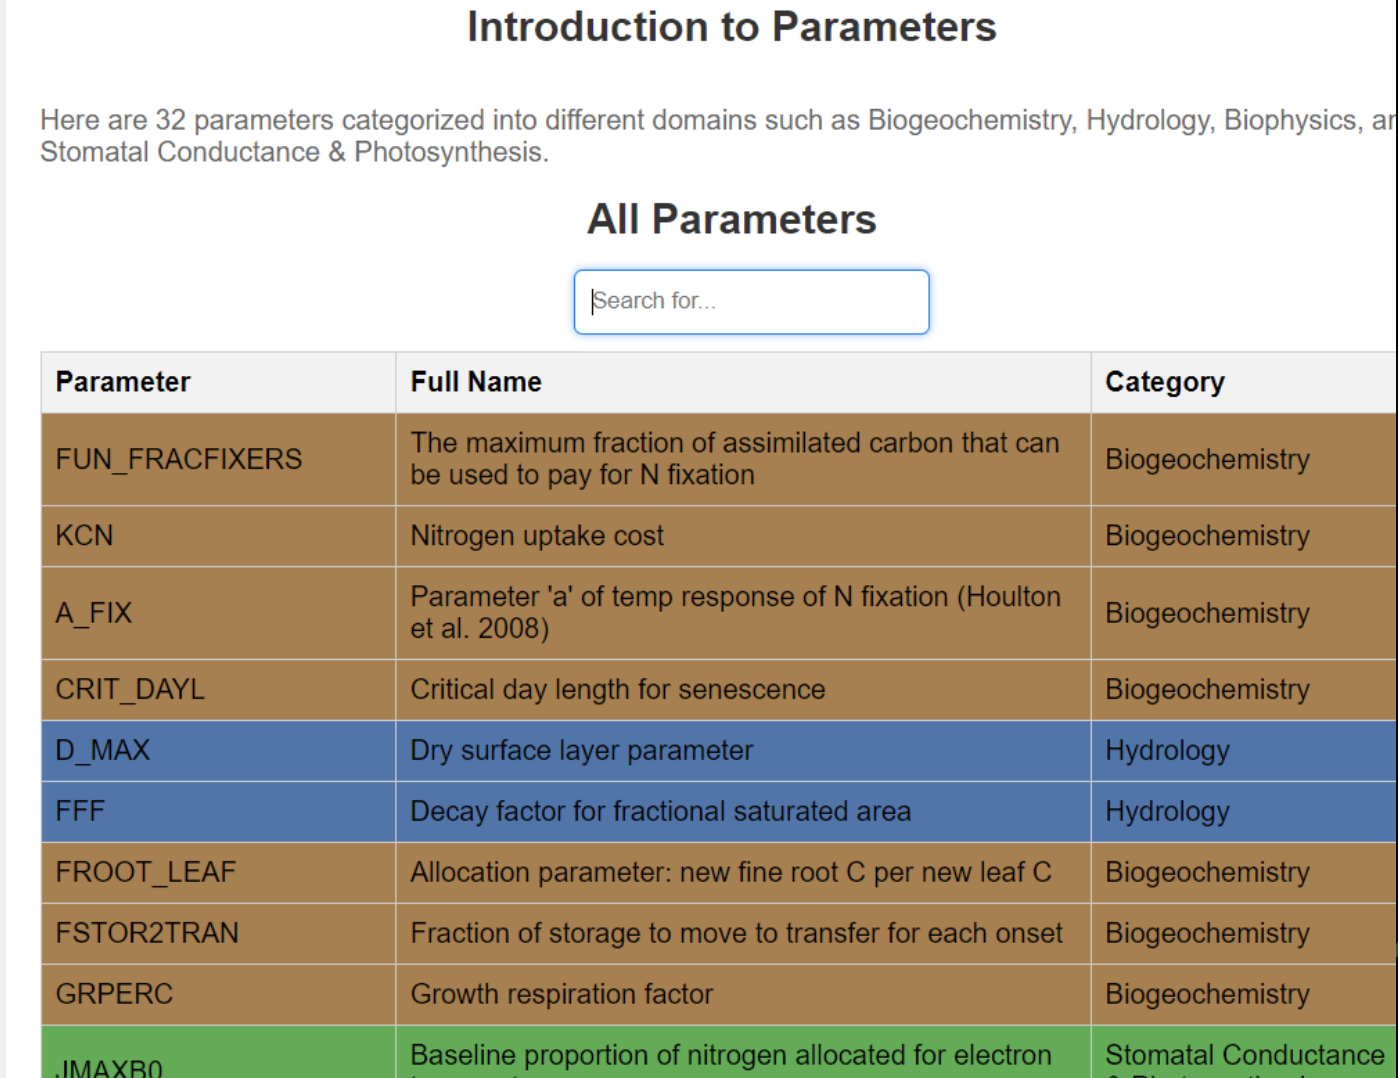 Introduction to Parameters
Here are 32 parameters categorized into different domains such as Biogeochemistry, Hydrology, Biophysics,
Stomatal Conductance & Photosynthesis.
All Parameters
Search for...
Parameter Full Name Category
FUN_FRACFIXERS The maximum fraction of assimilated carbon that can Biogeochemistry
be used to pay for N fixation
KCN Nitrogen uptake cost Biogeochemistry
A_FIX Parameter 'a' of temp response of N fixation (Houlton Biogeochemistry
et al. 2008)
CRIT_DAYL Critical day length for senescence Biogeochemistry
D_MAX Dry surface layer parameter Hydrology
FFF Decay factor for fractional saturated area Hydrology
FROOT_LEAF Allocation parameter: new fine root C per new leaf C Biogeochemistry
FSTOR2TRAN Fraction of storage to move to transfer for each onset Biogeochemistry
GRPERC Growth respiration factor Biogeochemistry
JMAXB0 Baseline proportion of nitrogen allocated for electron Stomatal Conductance